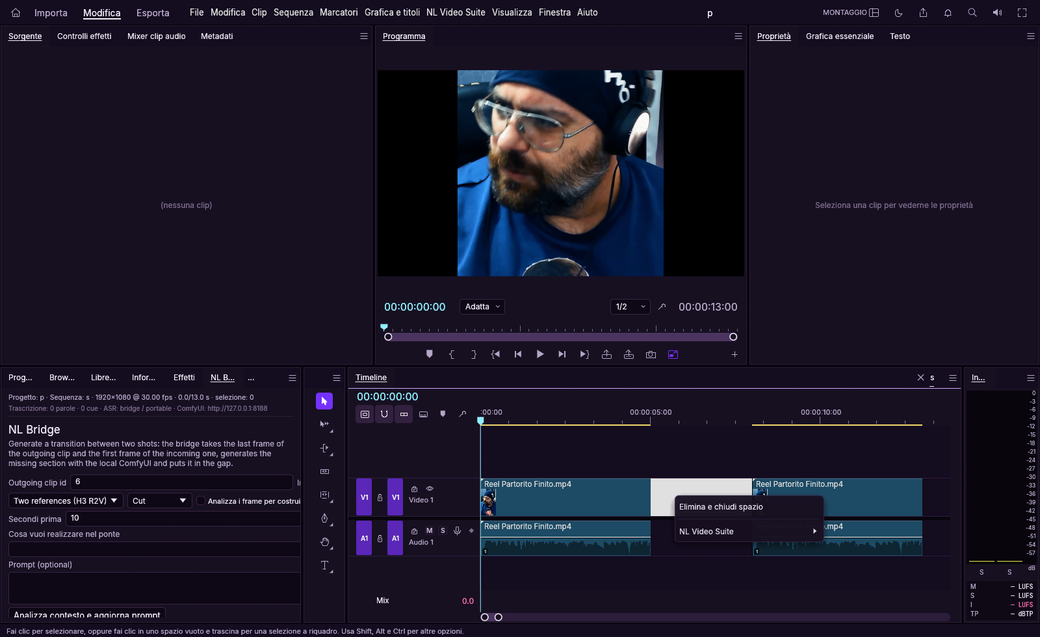 Importa Modifica Esporta File Modifica Clip Sequenza Marcatori Grafica e titoli NL Video Suite Visualizza Finestra Aiuto p MONTAGGIO
Sorgente Controlli effetti Mixer clip audio Metadati
Programma
Proprietà Grafica essenziale Testo
(nessuna clip)
Seleziona una clip per vederne le proprietà
00:00:00:00 Adatta 1/2 00:00:13:00
Prog... Brow... Libre... Infor... Effetti NL B... ...
Progetto: p · Sequenza: s · 1920×1080 @ 30.00 fps · 0.0/13.0 s · selezione: 0
Trascrizione: 0 parole · 0 cue · ASR: bridge / portable · ComfyUI: http://127.0.0.1:8188
NL Bridge
Generate a transition between two shots: the bridge takes the last frame of
the outgoing clip and the first frame of the incoming one, generates the
missing section with the local ComfyUI and puts it in the gap.
Outgoing clip id 6
Two references (H3 R2V) Cut Analizza i frame per costrui
Secondi prima 10
Cosa vuoi realizzare nel ponte
Prompt (optional)
Analizza contesto e aggiorna prompt
Timeline s
00:00:00:00
:00:00 00:00:05:00 00:00:10:00
V1 V1 Video 1
Reel Partorito Finito.mp4 Reel Partorito Finito.mp4
Elimina e chiudi spazio
NL Video Suite
A1 A1 M S Audio 1
Reel Partorito Finito.mp4 .mp4
1 1
Mix 0.0
In...
0
-3
-6
-9
-12
-15
-18
-21
-24
-27
-30
-33
-36
-39
-42
-45
-48
-51
-54
-57
dB
S S
M – LUFS
S – LUFS
I – LUFS
TP – dBTP
Fai clic per selezionare, oppure fai clic in uno spazio vuoto e trascina per una selezione a riquadro. Usa Shift, Alt e Ctrl per altre opzioni.